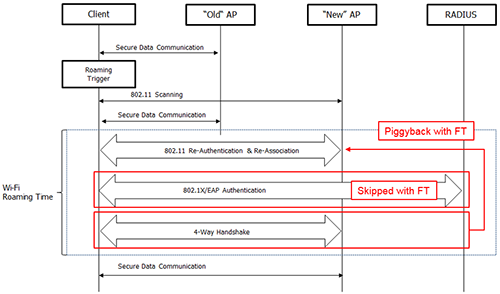 Client
"Old" AP
"New" AP
RADIUS
Secure Data Communication
Roaming
Trigger
802.11 Scanning
Secure Data Communication
Piggyback with FT
802.11 Re-Authentication & Re-Association
Wi-Fi
Roaming Time
802.1X/EAP Authentication
Skipped with FT
4-Way Handshake
Secure Data Communication